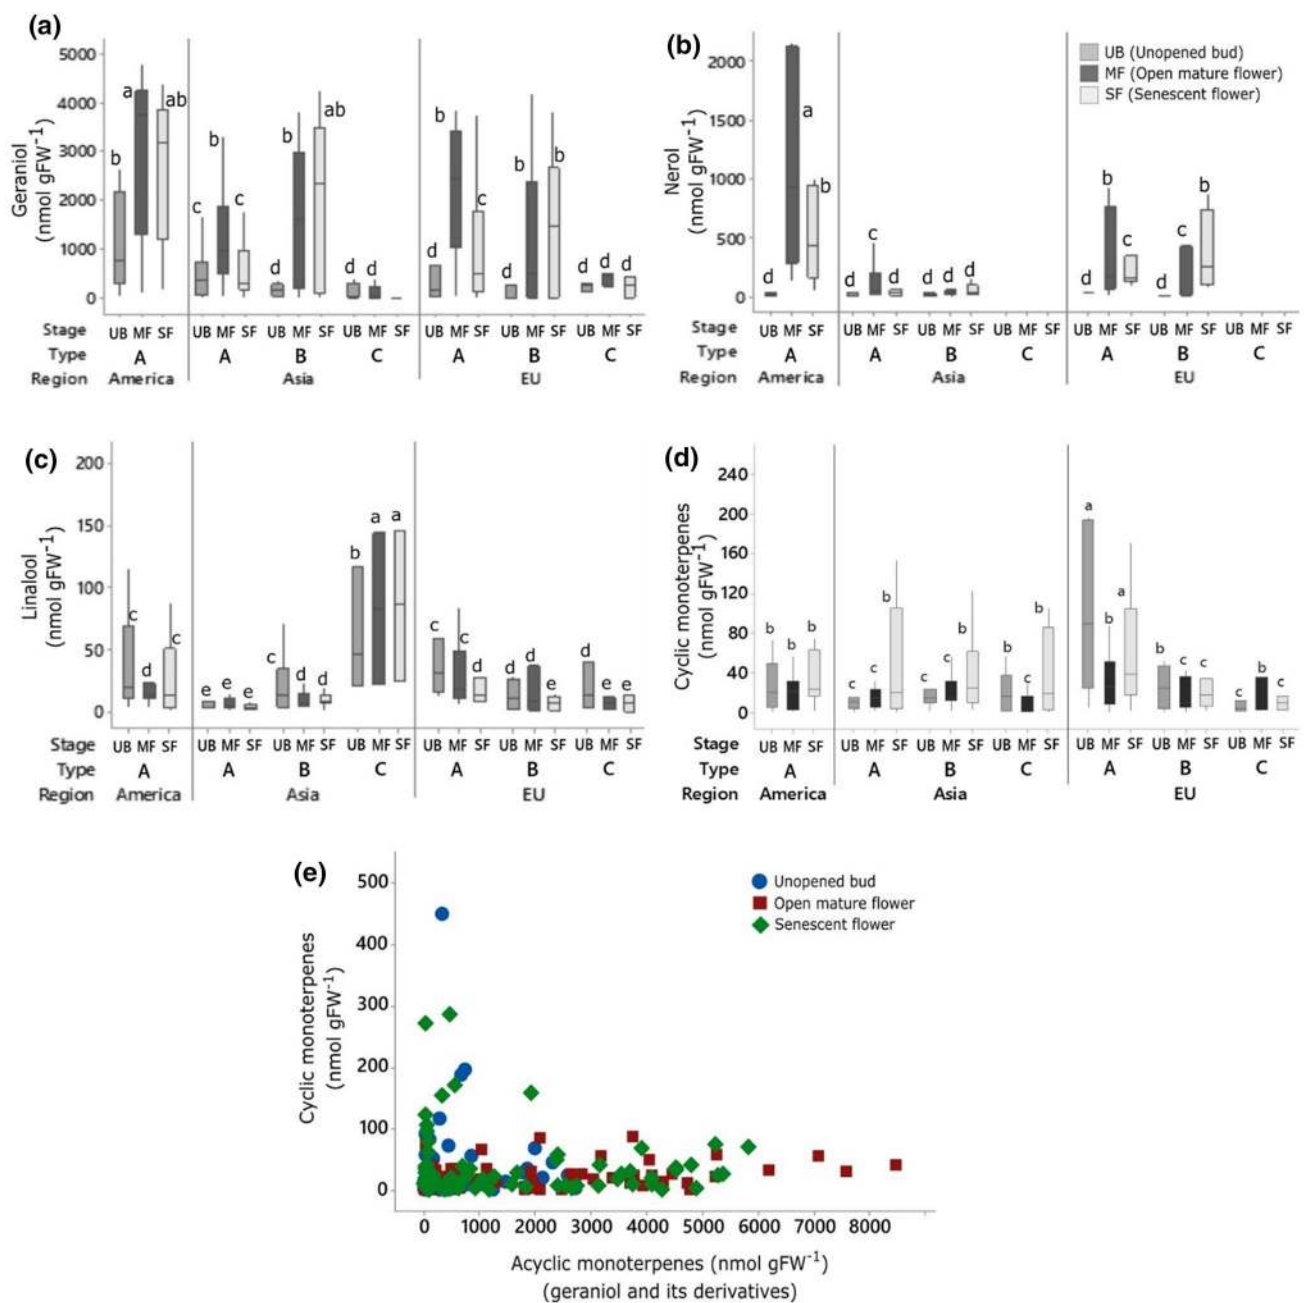 (a)
Geraniol
(nmol gFW⁻¹)
5000
4000
3000
2000
1000
0
b a ab c b c d b ab d d d b c d b b d d d
Stage UB MF SF UB MF SF UB MF SF UB MF SF UB MF SF UB MF SF UB MF SF
Type A A B C A B C
Region America Asia EU
(b)
Nerol
(nmol gFW⁻¹)
2000
1500
1000
500
0
UB (Unopened bud)
MF (Open mature flower)
SF (Senescent flower)
d a b d c d d d d d b c d c b
Stage UB MF SF UB MF SF UB MF SF UB MF SF UB MF SF UB MF SF UB MF SF
Type A A B C A B C
Region America Asia EU
(c)
Linalool
(nmol gFW⁻¹)
200
150
100
50
0
c d c e e e c d d b a a c c d d d e d e e
Stage UB MF SF UB MF SF UB MF SF UB MF SF UB MF SF UB MF SF UB MF SF
Type A A B C A B C
Region America Asia EU
(d)
Cyclic monoterpenes
(nmol gFW⁻¹)
240
200
160
120
80
40
0
b b b c c b c c b b c b a b a b c c c b c
Stage UB MF SF UB MF SF UB MF SF UB MF SF UB MF SF UB MF SF UB MF SF
Type A A B C A B C
Region America Asia EU
(e)
Cyclic monoterpenes
(nmol gFW⁻¹)
500
400
300
200
100
0
Unopened bud
Open mature flower
Senescent flower
0 1000 2000 3000 4000 5000 6000 7000 8000
Acyclic monoterpenes (nmol gFW⁻¹)
(geraniol and its derivatives)